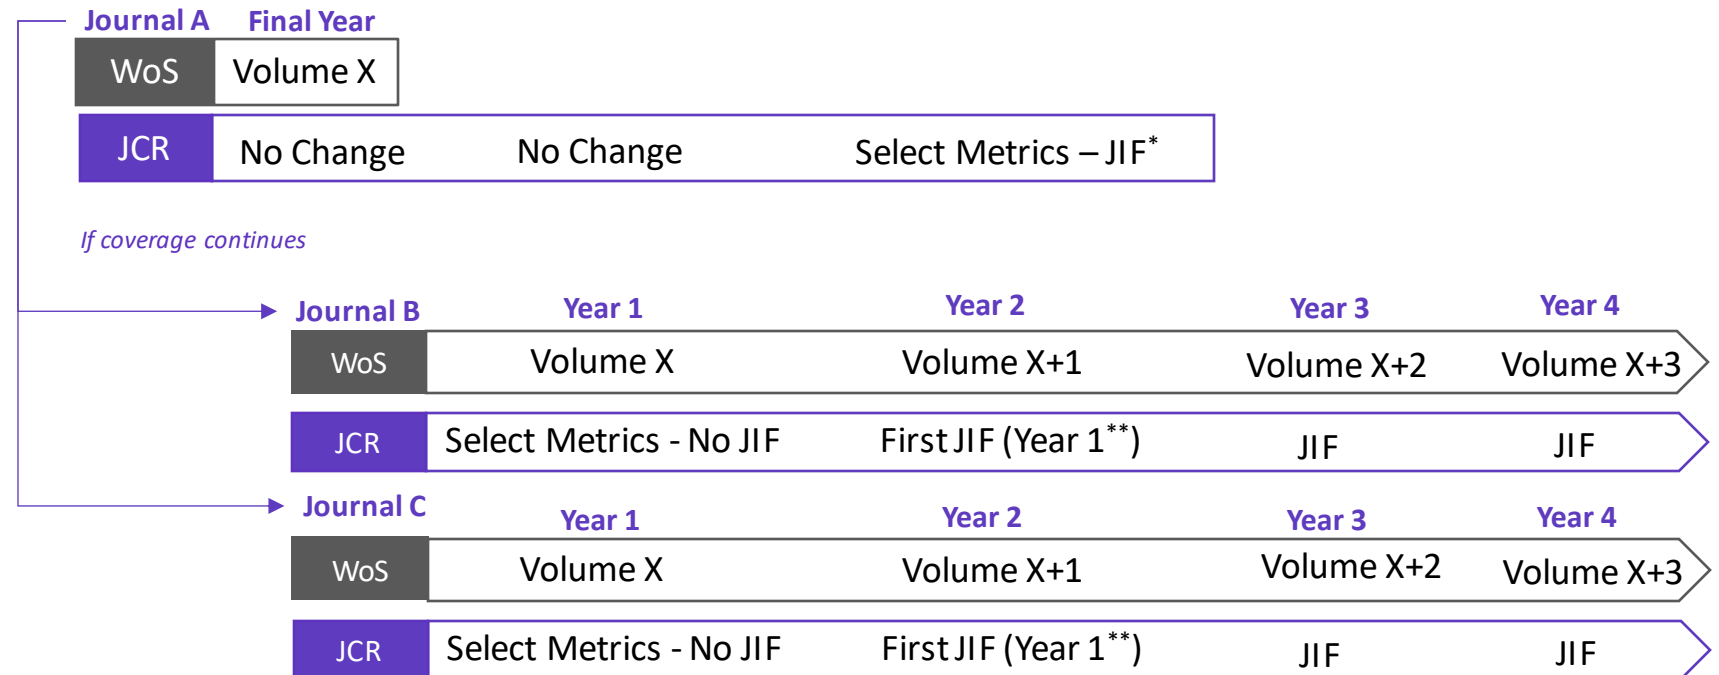 Journal A Final Year
WoS Volume X
JCR No Change No Change Select Metrics – JIF*
If coverage continues
Journal B Year 1 Year 2 Year 3 Year 4
WoS Volume X Volume X+1 Volume X+2 Volume X+3
JCR Select Metrics - No JIF First JIF (Year 1**) JIF JIF
Journal C Year 1 Year 2 Year 3 Year 4
WoS Volume X Volume X+1 Volume X+2 Volume X+3
JCR Select Metrics - No JIF First JIF (Year 1**) JIF JIF